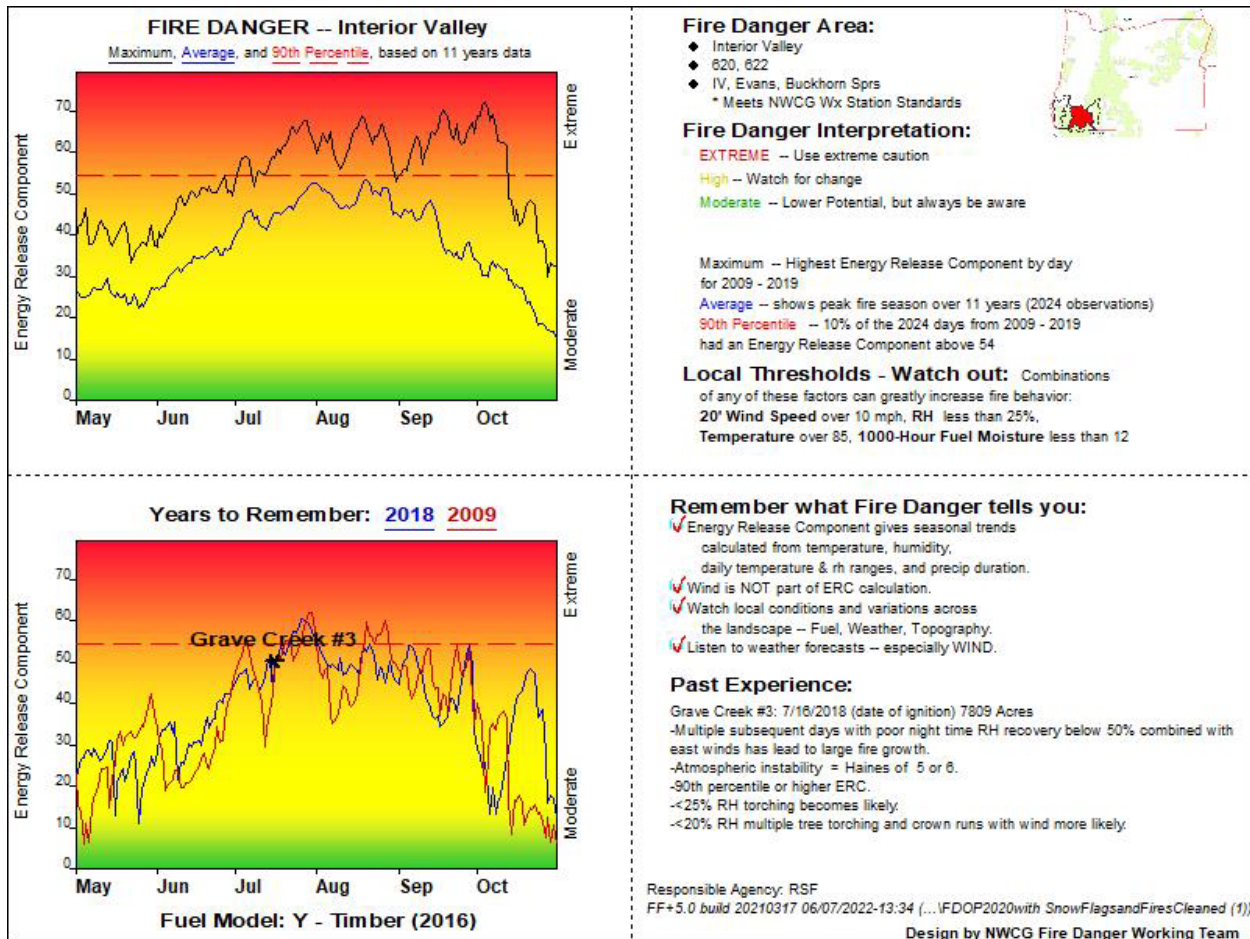 FIRE DANGER -- Interior Valley
Maximum, Average, and 90th Percentile, based on 11 years data
Energy Release Component
70
60
50
40
30
20
10
0
Extreme
Moderate
May Jun Jul Aug Sep Oct
Fire Danger Area:
Interior Valley
620, 622
IV, Evans, Buckhorn Sprs
* Meets NWCG Wx Station Standards
Fire Danger Interpretation:
EXTREME -- Use extreme caution
High -- Watch for change
Moderate -- Lower Potential, but always be aware
Maximum -- Highest Energy Release Component by day
for 2009 - 2019
Average -- shows peak fire season over 11 years (2024 observations)
90th Percentile -- 10% of the 2024 days from 2009 - 2019
had an Energy Release Component above 54
Local Thresholds - Watch out: Combinations
of any of these factors can greatly increase fire behavior:
20' Wind Speed over 10 mph, RH less than 25%,
Temperature over 85, 1000-Hour Fuel Moisture less than 12
Years to Remember: 2018 2009
Energy Release Component
70
60
50
40
30
20
10
0
Extreme
Moderate
Grave Creek #3
May Jun Jul Aug Sep Oct
Fuel Model: Y - Timber (2016)
Remember what Fire Danger tells you:
Energy Release Component gives seasonal trends
calculated from temperature, humidity,
daily temperature & rh ranges, and precip duration.
Wind is NOT part of ERC calculation.
Watch local conditions and variations across
the landscape -- Fuel, Weather, Topography.
Listen to weather forecasts -- especially WIND.
Past Experience:
Grave Creek #3: 7/16/2018 (date of ignition) 7809 Acres
-Multiple subsequent days with poor night time RH recovery below 50% combined with
east winds has lead to large fire growth.
-Atmospheric instability = Haines of 5 or 6.
-90th percentile or higher ERC.
-<25% RH torching becomes likely.
-<20% RH multiple tree torching and crown runs with wind more likely.
Responsible Agency: RSF
FF+5.0 build 20210317 06/07/2022-13:34 (...\FDOP2020with SnowFlagsandFiresCleaned (1))
Design by NWCG Fire Danger Working Team